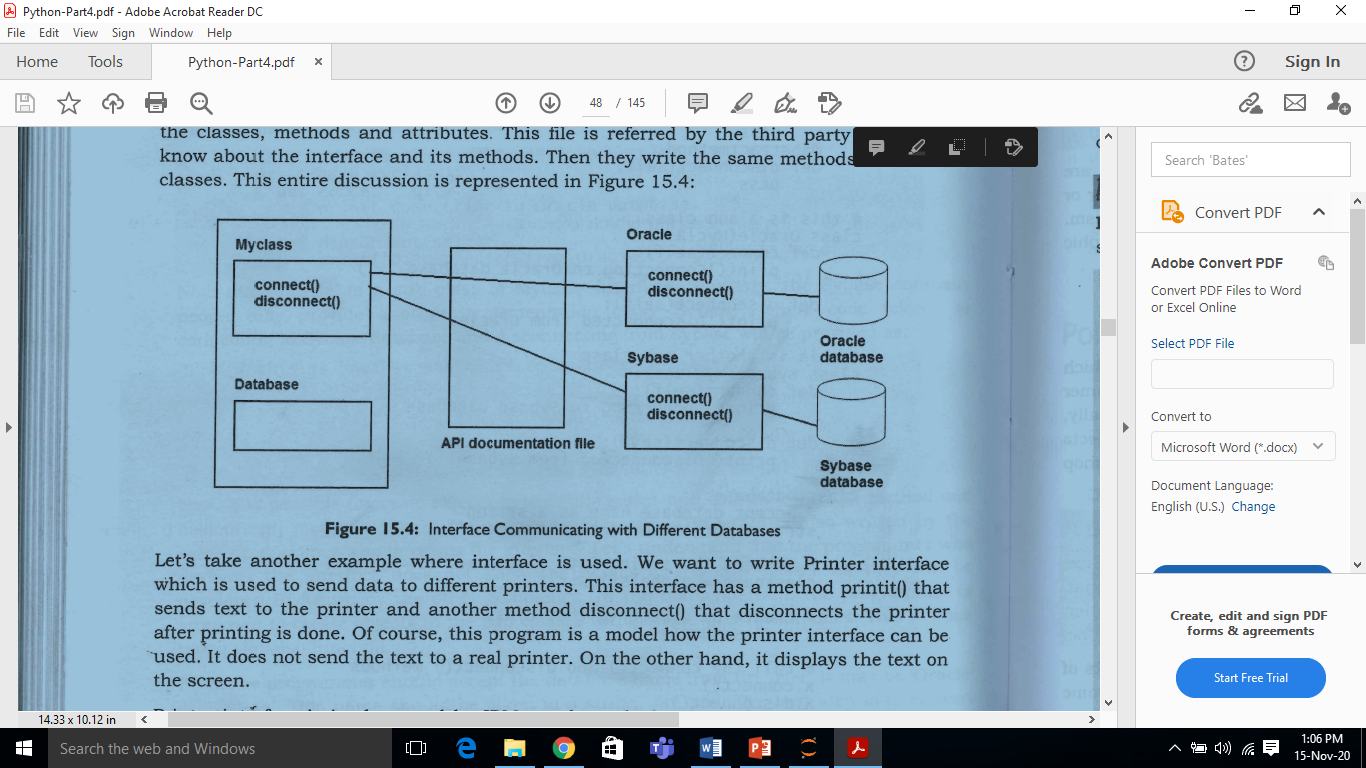 Python-Part4.pdf - Adobe Acrobat Reader DC
File Edit View Sign Window Help
Home Tools Python-Part4.pdf × ? Sign In
48 / 145
the classes, methods and attributes. This file is referred by the third party
know about the interface and its methods. Then they write the same methods
classes. This entire discussion is represented in Figure 15.4:
Myclass
connect()
disconnect()
Database
API documentation file
Oracle
connect()
disconnect()
Oracle
database
Sybase
connect()
disconnect()
Sybase
database
Figure 15.4: Interface Communicating with Different Databases
Let's take another example where interface is used. We want to write Printer interface
which is used to send data to different printers. This interface has a method printit() that
sends text to the printer and another method disconnect() that disconnects the printer
after printing is done. Of course, this program is a model how the printer interface can be
used. It does not send the text to a real printer. On the other hand, it displays the text on
the screen.
14.33 x 10.12 in
Search 'Bates'
Convert PDF
Adobe Convert PDF
Convert PDF Files to Word
or Excel Online
Select PDF File
Convert to
Microsoft Word (*.docx)
Document Language:
English (U.S.) Change
Create, edit and sign PDF
forms & agreements
Start Free Trial
Search the web and Windows
1:06 PM
15-Nov-20